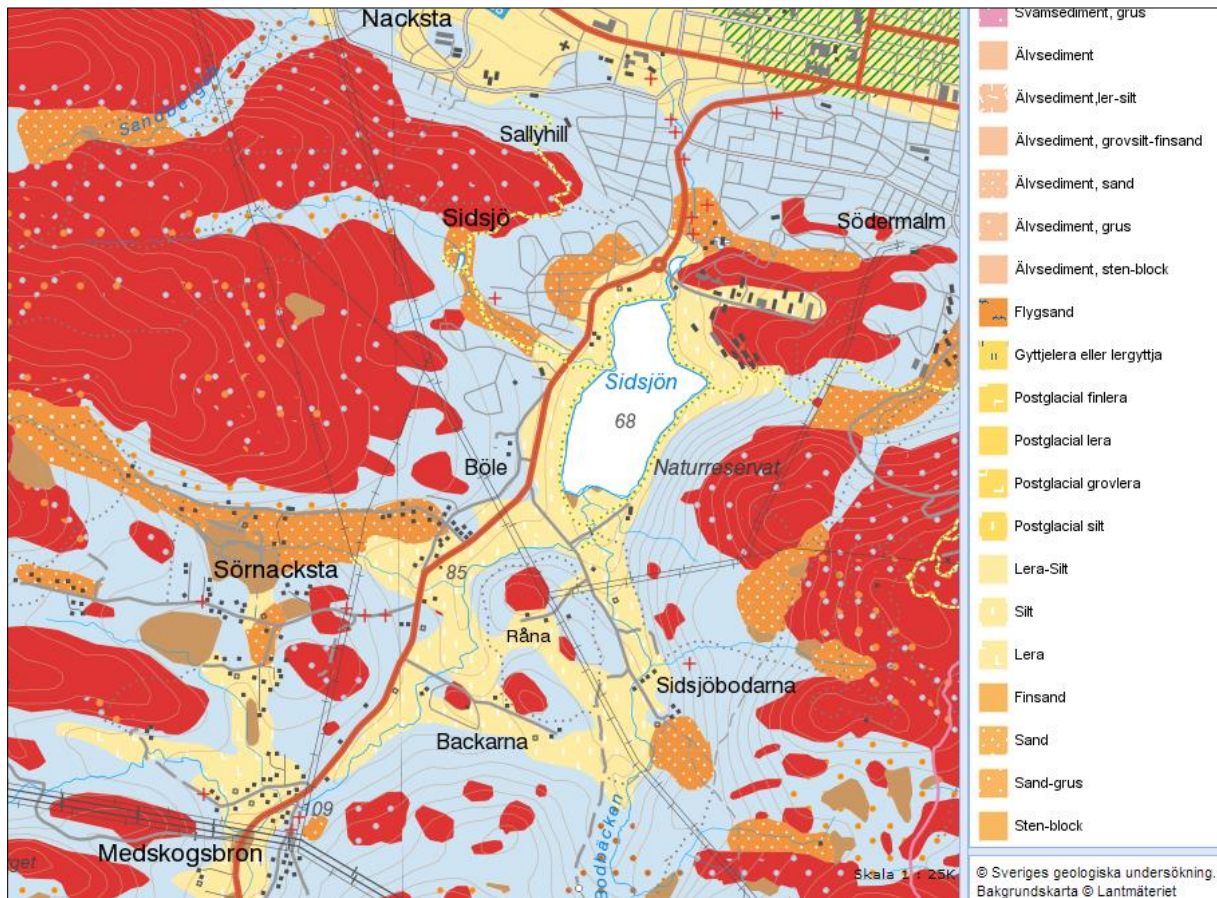 Nacksta
Sandberget
Sallyhill
Sidsjö
Södermalm
Sidsjön
68
Böle
Naturreservat
Sörnacksta
85
Råna
Sidsjöbodarna
Backarna
109
Medskogsbron
rget
odbäcken
Skala 1 : 25K
Svämsediment, grus
Älvsediment
Älvsediment,ler-silt
Älvsediment, grovsilt-finsand
Älvsediment, sand
Älvsediment, grus
Älvsediment, sten-block
Flygsand
Gyttjelera eller lergyttja
Postglacial finlera
Postglacial lera
Postglacial grovlera
Postglacial silt
Lera-Silt
Silt
Lera
Finsand
Sand
Sand-grus
Sten-block
© Sveriges geologiska undersökning.
Bakgrundskarta © Lantmäteriet